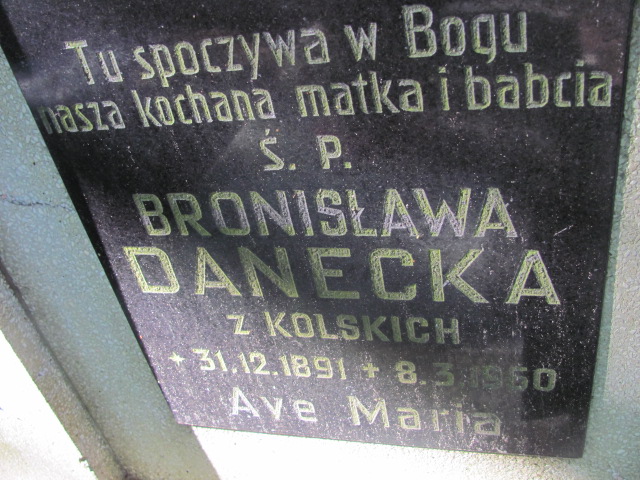 Tu spoczywa w Bogu
nasza kochana matka i babcia
Ś. P.
BRONISŁAWA
DANECKA
z KOLSKICH
+ 31.12.1891 + 8.3.1960
Ave Maria